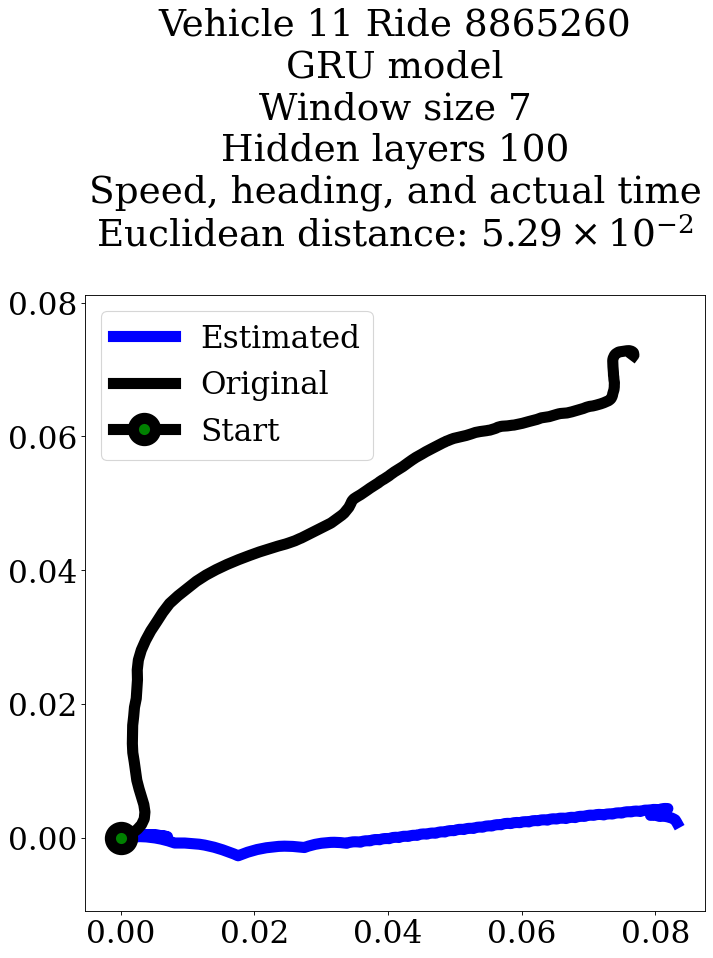 Vehicle 11 Ride 8865260
GRU model
Window size 7
Hidden layers 100
Speed, heading, and actual time
Euclidean distance: 5.29 × 10⁻²
Estimated
Original
Start
0.08
0.06
0.04
0.02
0.00
0.00 0.02 0.04 0.06 0.08